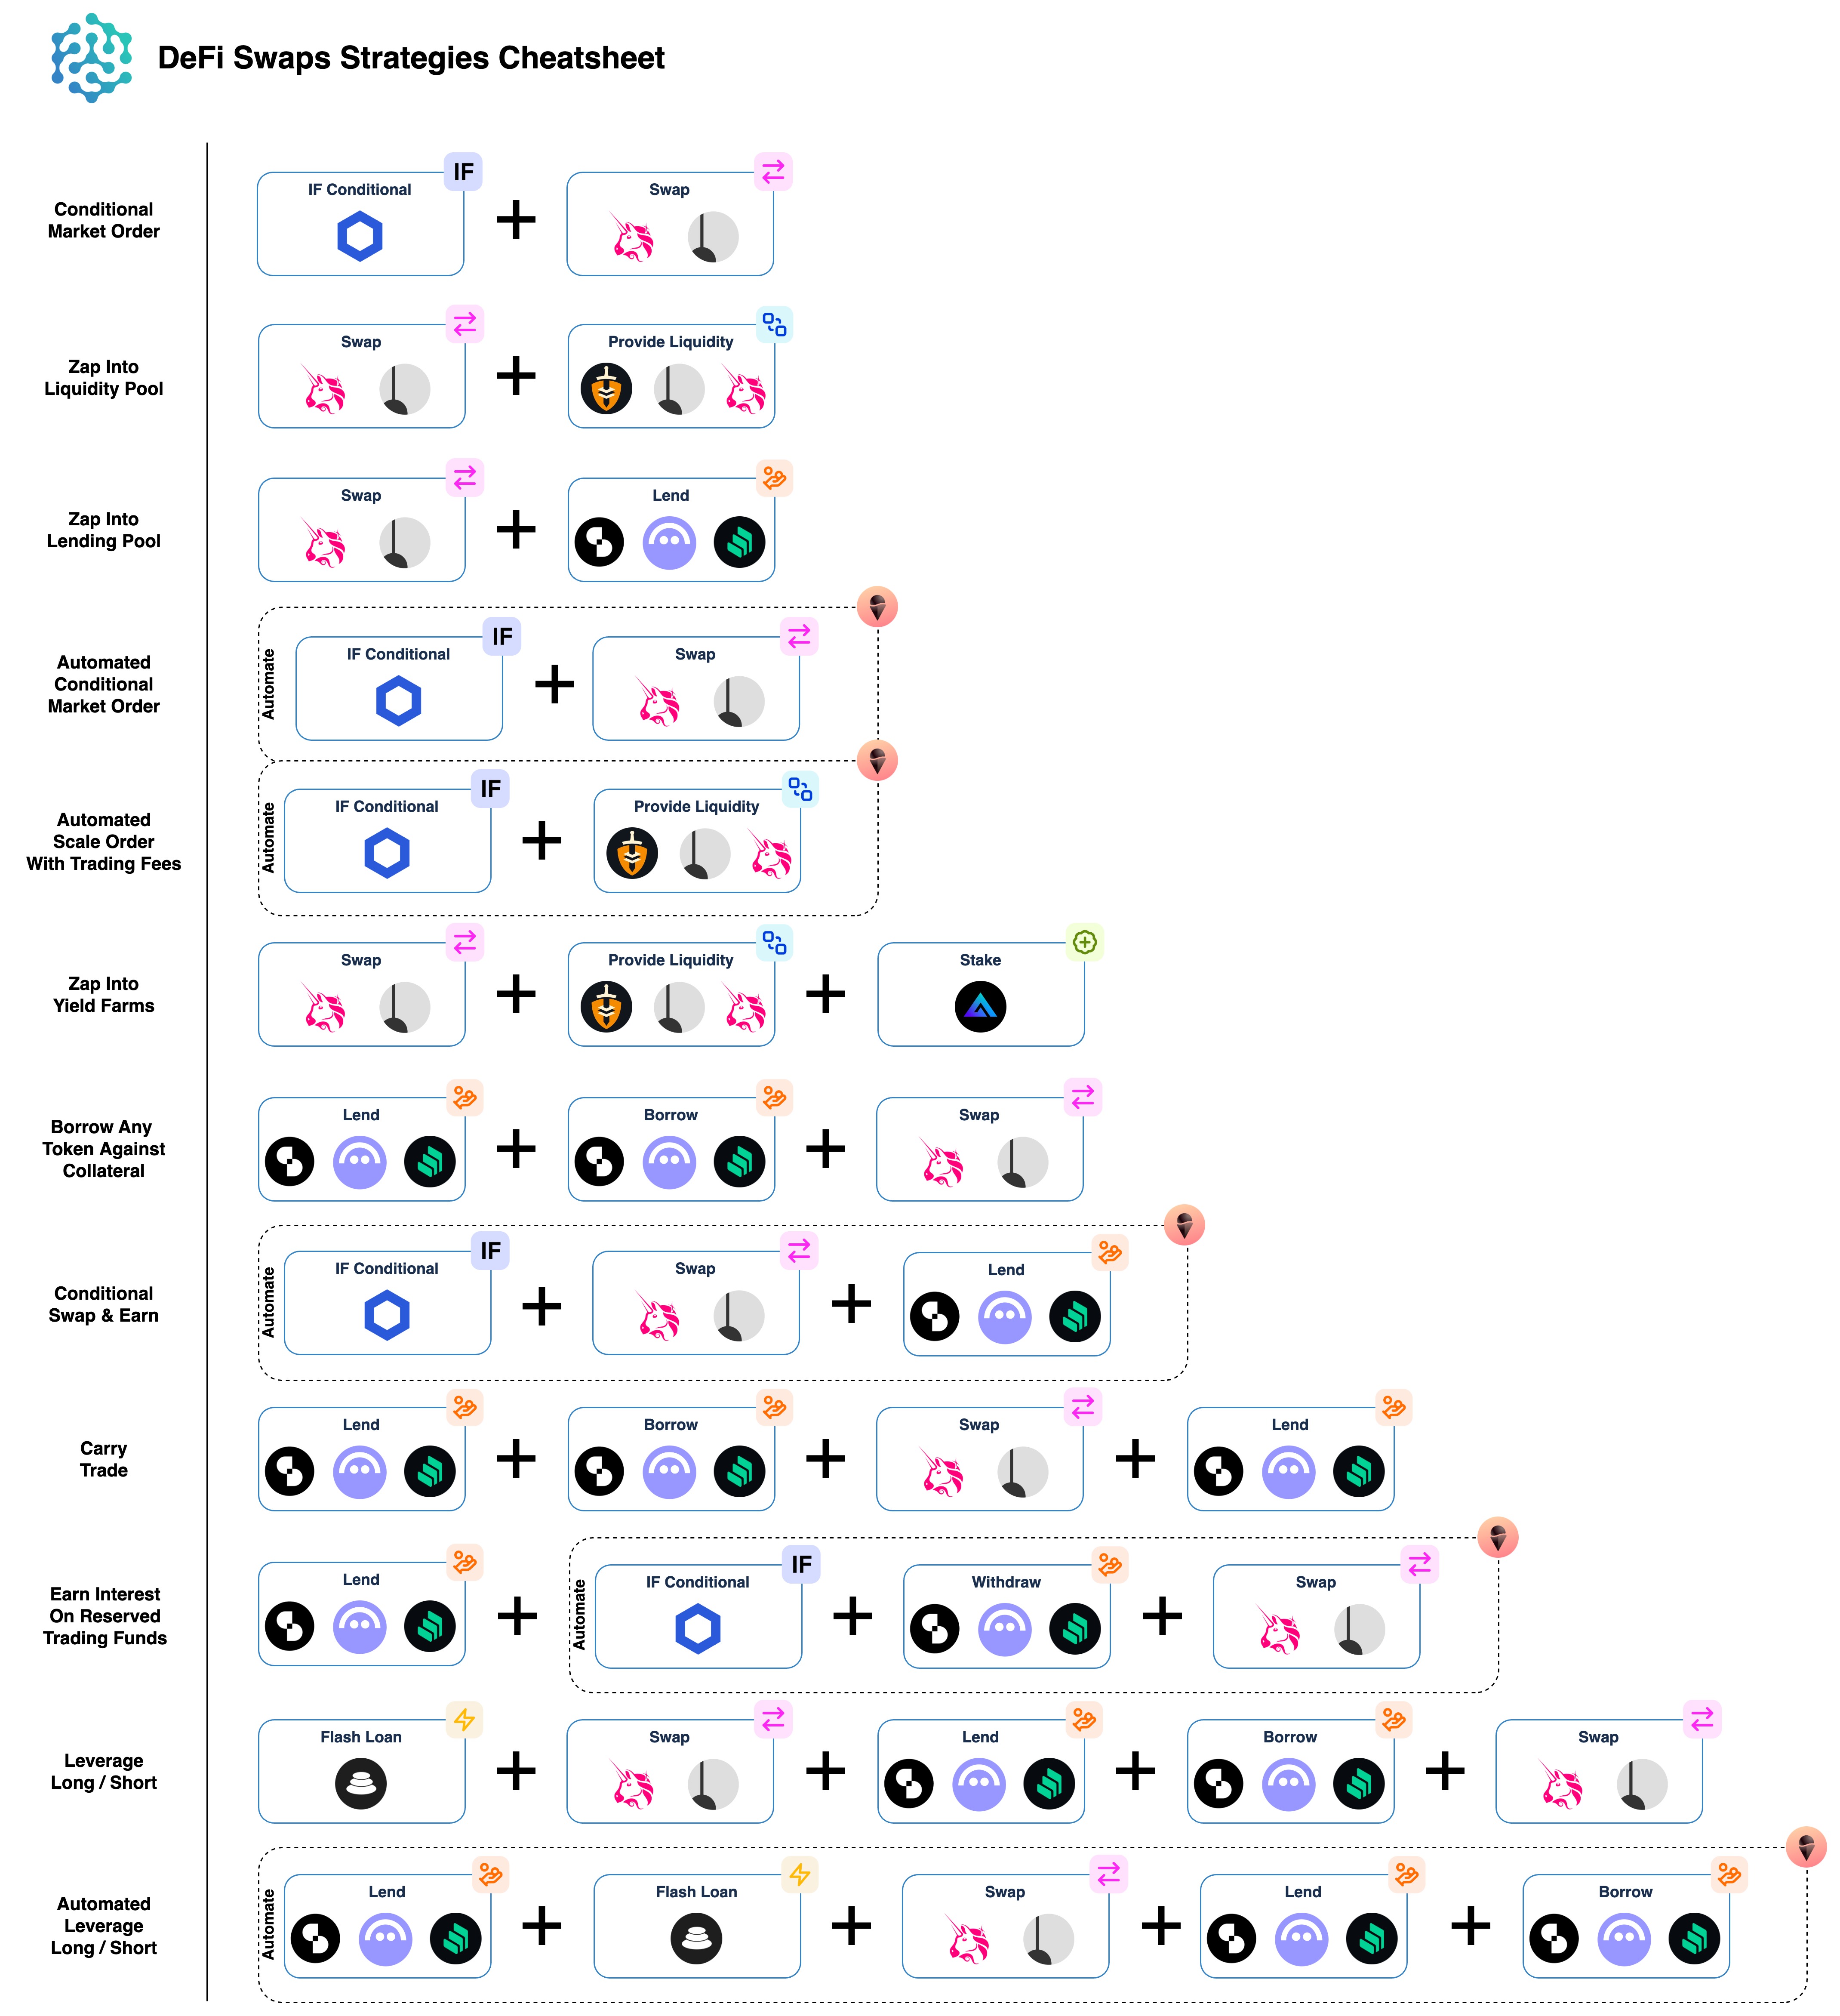 DeFi Swaps Strategies Cheatsheet
Conditional
Market Order
IF Conditional
IF
Swap
Zap Into
Liquidity Pool
Swap
Provide Liquidity
Zap Into
Lending Pool
Swap
Lend
Automated
Conditional
Market Order
Automate
IF Conditional
IF
Swap
Automated
Scale Order
With Trading Fees
Automate
IF Conditional
IF
Provide Liquidity
Zap Into
Yield Farms
Swap
Provide Liquidity
Stake
Borrow Any
Token Against
Collateral
Lend
Borrow
Swap
Conditional
Swap & Earn
Automate
IF Conditional
IF
Swap
Lend
Carry
Trade
Lend
Borrow
Swap
Lend
Earn Interest
On Reserved
Trading Funds
Lend
Automate
IF Conditional
IF
Withdraw
Swap
Leverage
Long / Short
Flash Loan
Swap
Lend
Borrow
Swap
Automated
Leverage
Long / Short
Automate
Lend
Flash Loan
Swap
Lend
Borrow